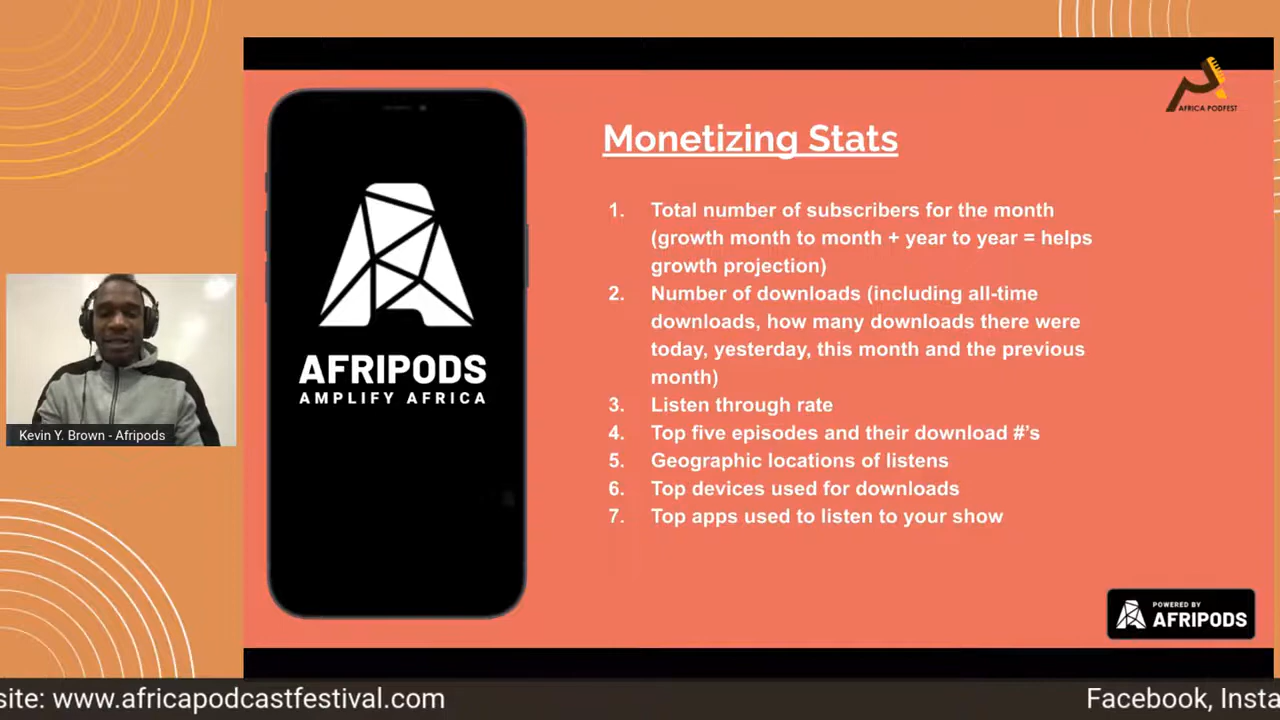 AFRICA PODFEST
Monetizing Stats
1. Total number of subscribers for the month
(growth month to month + year to year = helps
growth projection)
2. Number of downloads (including all-time
downloads, how many downloads there were
today, yesterday, this month and the previous
month)
3. Listen through rate
4. Top five episodes and their download #'s
5. Geographic locations of listens
6. Top devices used for downloads
7. Top apps used to listen to your show
AFRIPODS
AMPLIFY AFRICA
Kevin Y. Brown - Afripods
POWERED BY
AFRIPODS
site: www.africapodcastfestival.com
Facebook, Insta